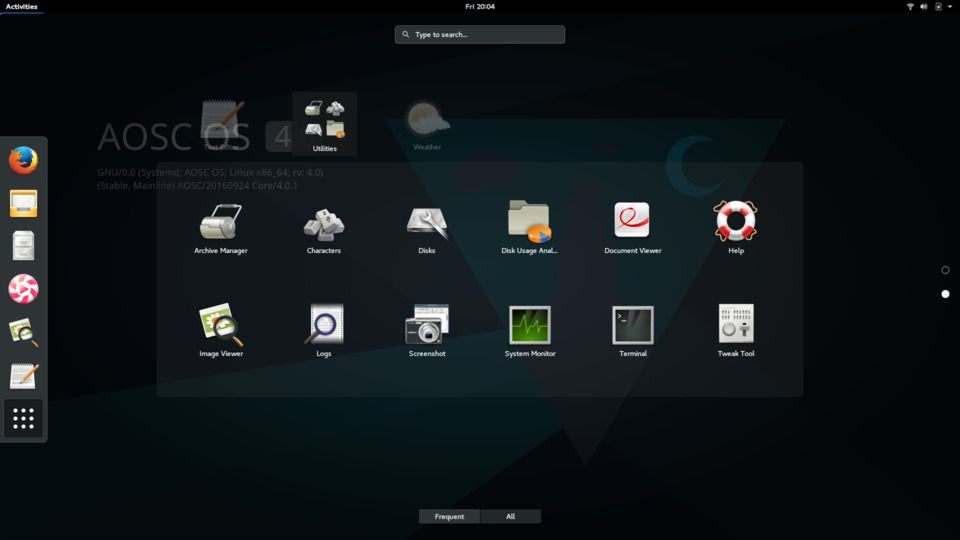 Activities
Fri 20:04
Type to search...
Text Editor
Utilities
Weather
AOSC OS 4
GNU/0.0 (Systemd; AOSC OS; Linux x86_64; rv: 4.0)
(Stable, Mainline) AOSC/20160924 Core/4.0.1
Archive Manager
Characters
Disks
Disk Usage Anal...
Document Viewer
Help
Image Viewer
Logs
Screenshot
System Monitor
Terminal
Tweak Tool
Frequent
All